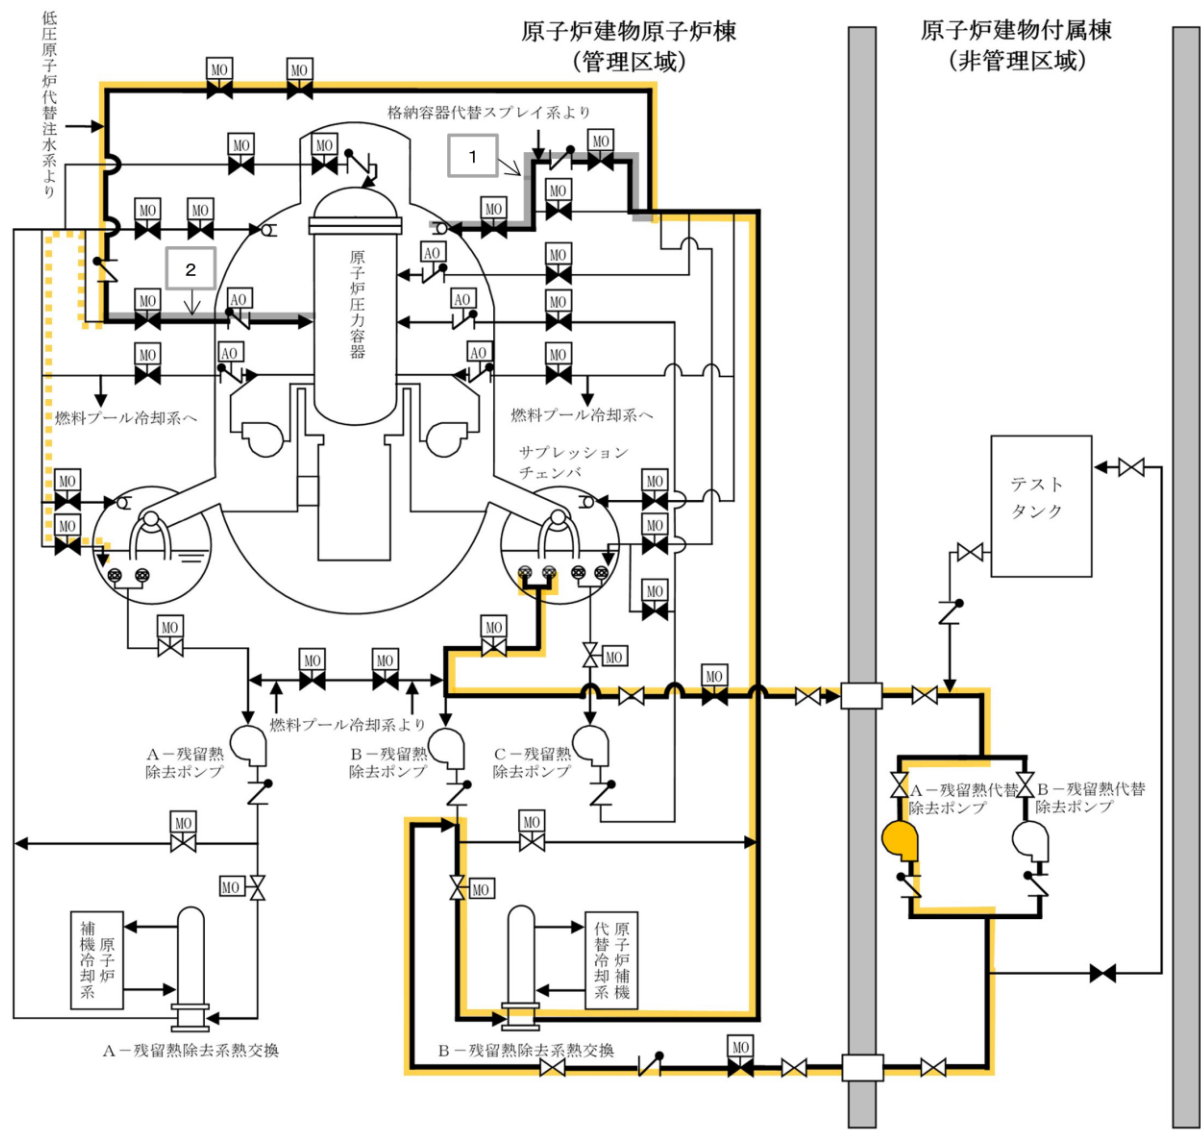 原子炉建物原子炉棟
（管理区域）
原子炉建物付属棟
（非管理区域）
低圧原子炉代替注水系より
MO
MO
格納容器代替スプレイ系より
MO
MO
1
MO
MO
MO
MO
MO
原子炉圧力容器
AO
MO
2
MO
AO
AO
MO
MO
AO
AO
MO
燃料プール冷却系へ
燃料プール冷却系へ
サプレッション
チェンバ
MO
MO
MO
MO
MO
テスト
タンク
MO
MO
MO
MO
MO
MO
MO
燃料プール冷却系より
A－残留熱
除去ポンプ
B－残留熱
除去ポンプ
C－残留熱
除去ポンプ
A－残留熱代替
除去ポンプ
B－残留熱代替
除去ポンプ
MO
MO
MO
MO
原子炉
補機冷却系
原子炉補機
代替冷却系
A－残留熱除去系熱交換
B－残留熱除去系熱交換
MO